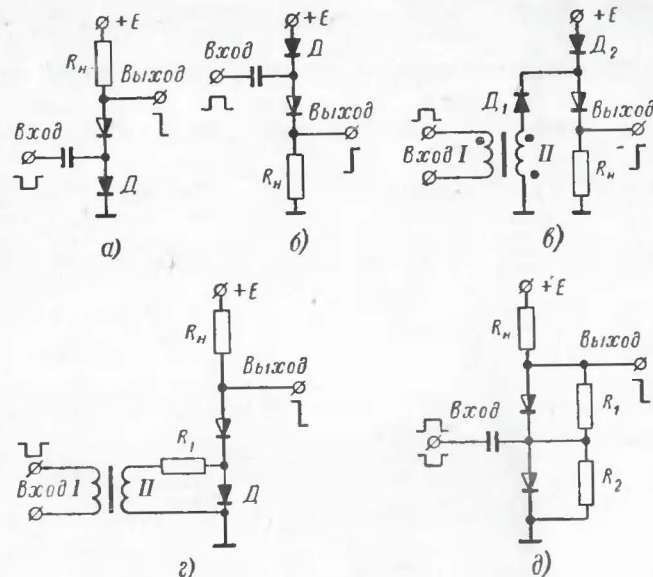 +E
Rн
Выход
Вход
Д
а)
+E
Д
Вход
Выход
Rн
б)
+E
Д2
Д1
Вход I
II
Выход
Rн
в)
+E
Rн
Выход
R1
Вход I
II
Д
г)
+E
Rн
Выход
Вход
R1
R2
д)